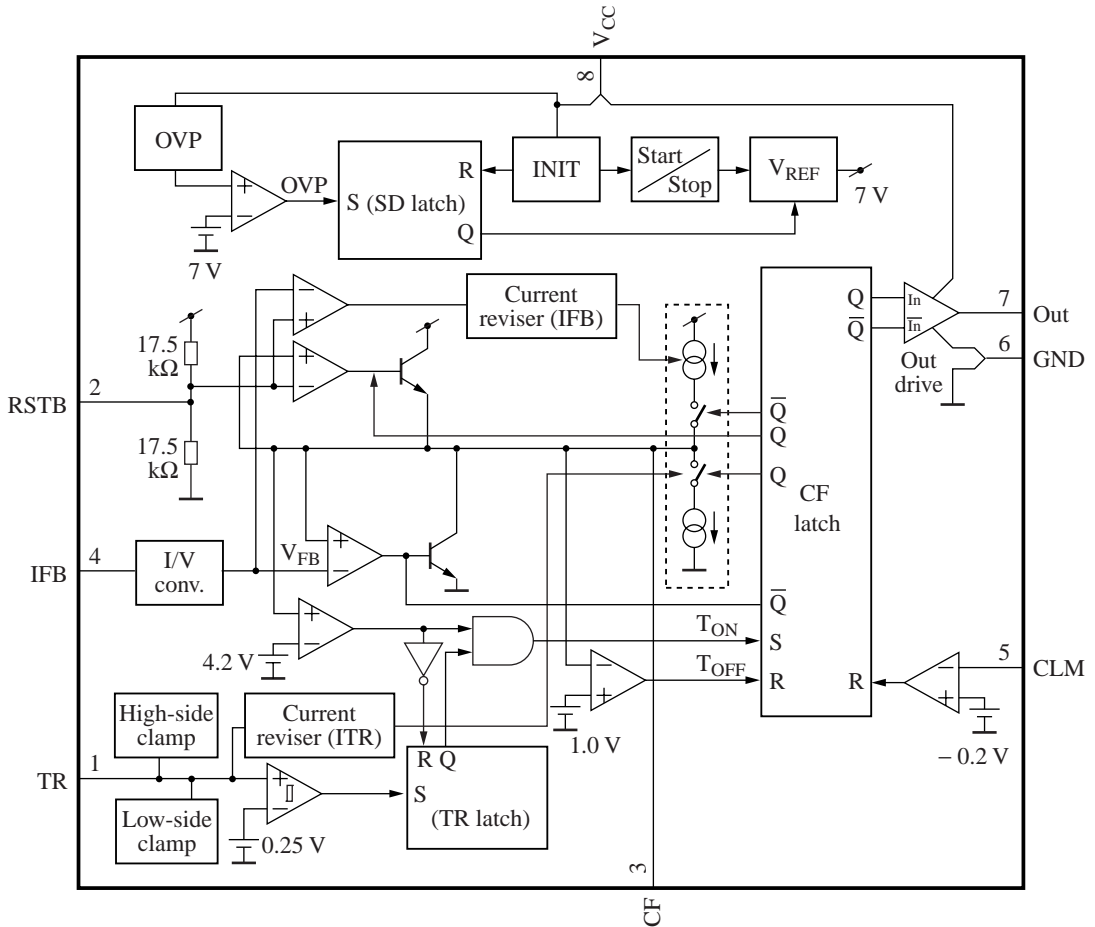 VCC
8
OVP
+
−
OVP
7 V
R
S (SD latch)
Q
INIT
Start
Stop
VREF
7 V
−
+
Current
reviser (IFB)
Q
Q̅
In
I̅n̅
7
Out
6
GND
Out
drive
17.5
kΩ
+
−
2
RSTB
17.5
kΩ
Q̅
Q
Q
CF
latch
4
IFB
I/V
conv.
VFB
+
−
Q̅
+
−
4.2 V
TON
S
TOFF
R
R
−
+
1.0 V
−
+
5
CLM
− 0.2 V
High-side
clamp
Current
reviser (ITR)
R Q
S
(TR latch)
1
TR
+
−
0.25 V
Low-side
clamp
3
CF